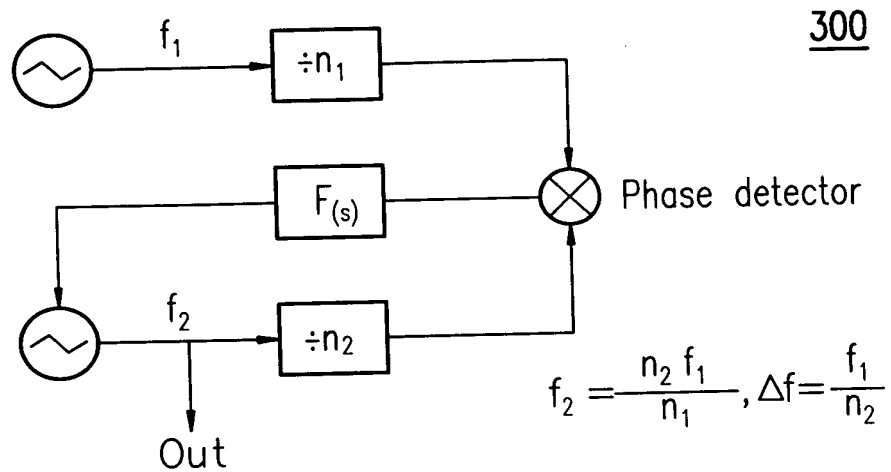 300
f₁
÷n₁
F(s)
Phase detector
f₂
÷n₂
Out
f₂ = n₂ f₁ / n₁ , Δf = f₁ / n₂